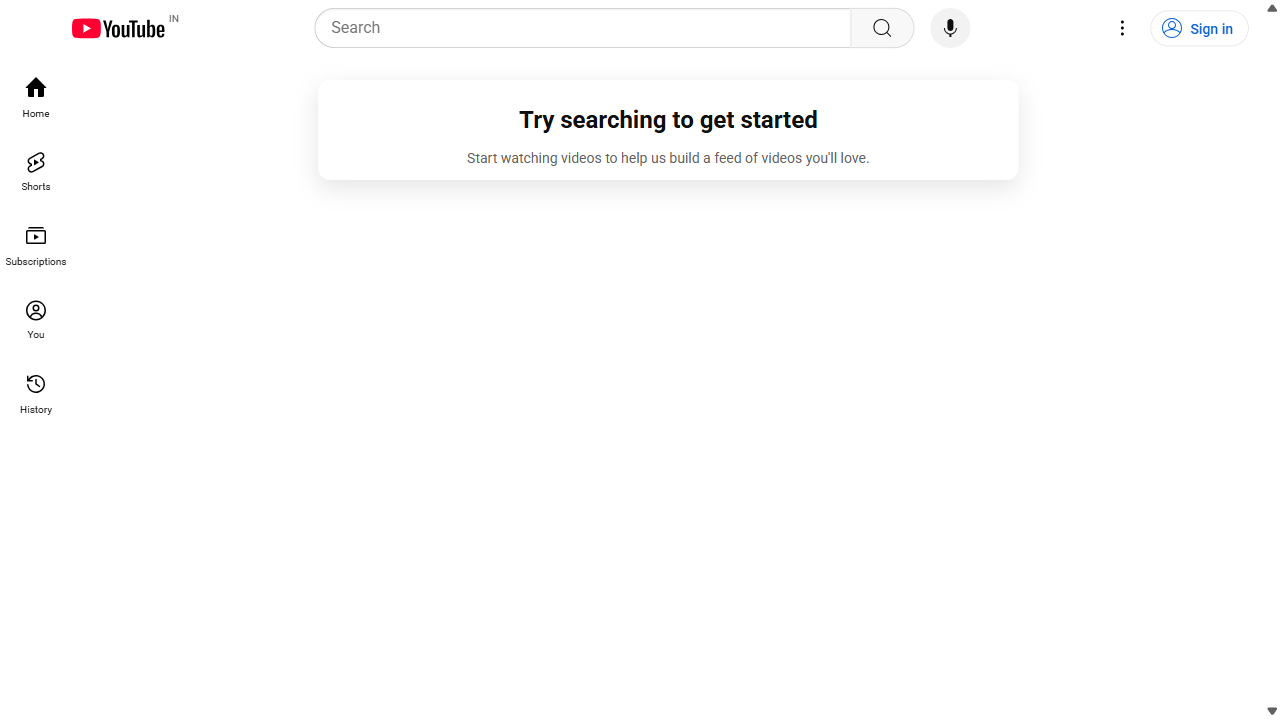 YouTube IN
Search
Sign in
Home
Shorts
Subscriptions
You
History
Try searching to get started
Start watching videos to help us build a feed of videos you'll love.